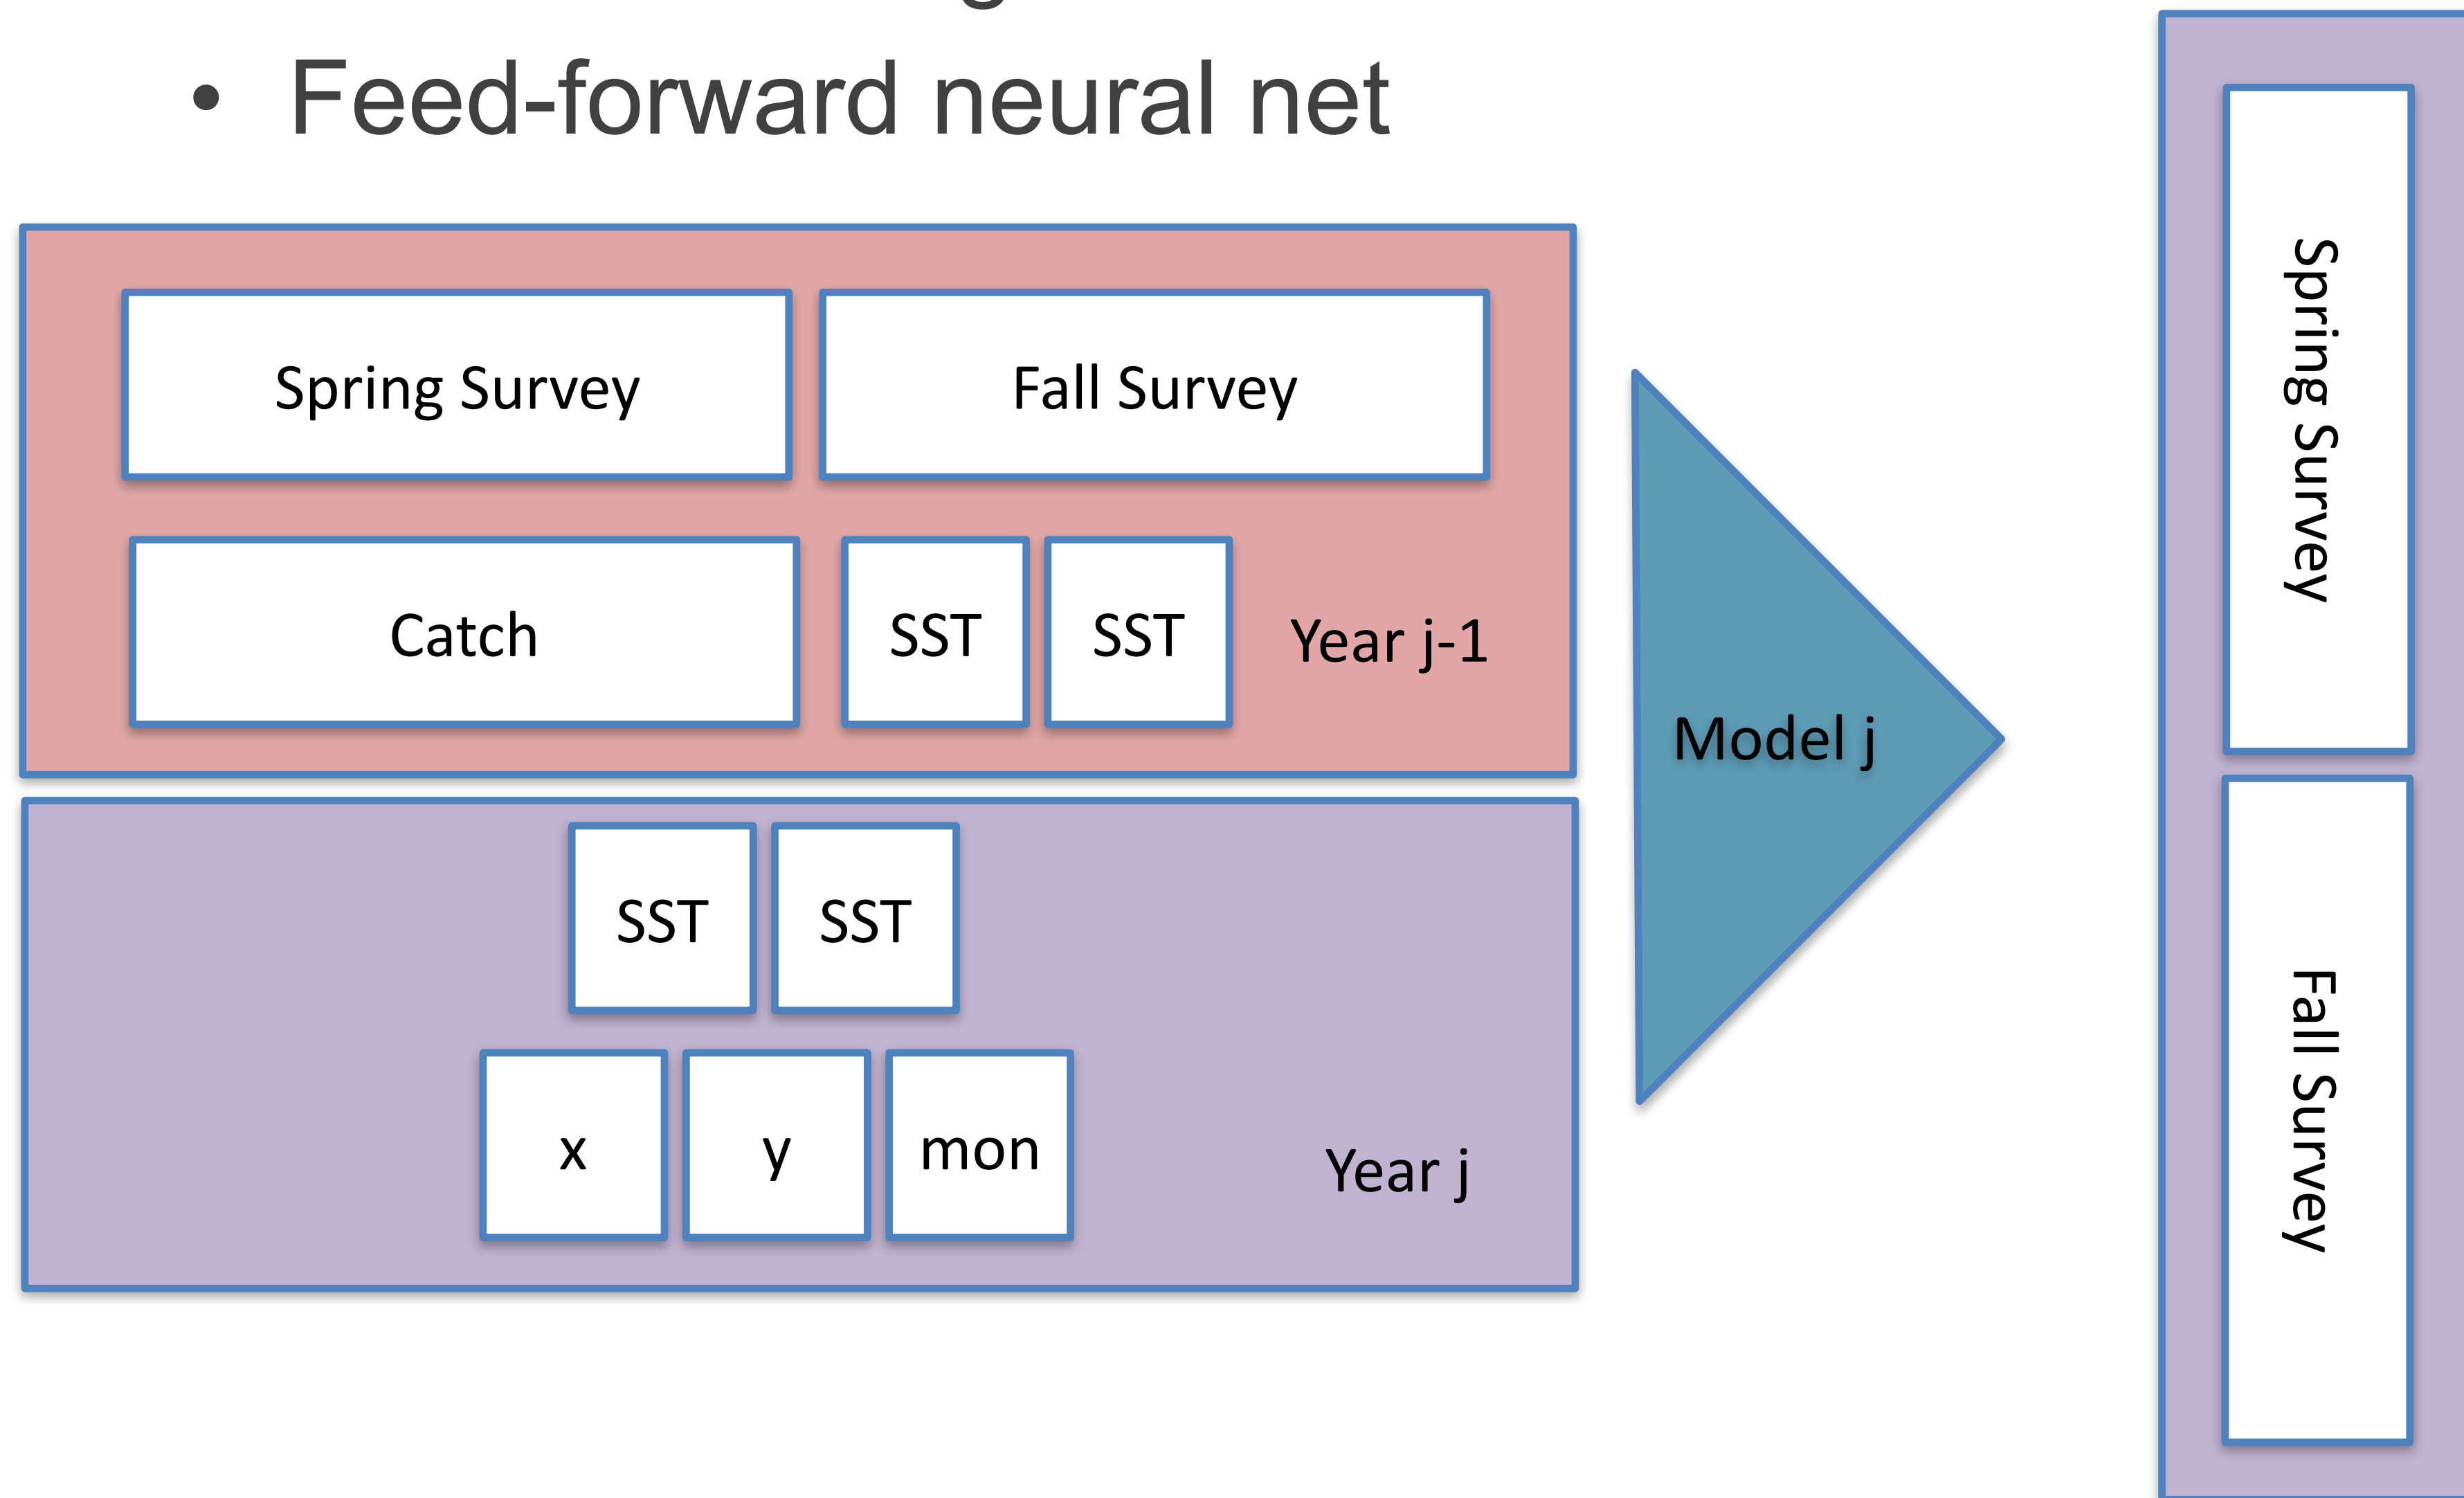 • Feed-forward neural net
Spring Survey
Fall Survey
Catch
SST
SST
Year j-1
SST
SST
x
y
mon
Year j
Model j
Spring Survey
Fall Survey